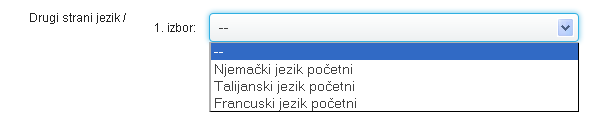 Drugi strani jezik /
1. izbor:
--
--
Njemački jezik početni
Talijanski jezik početni
Francuski jezik početni